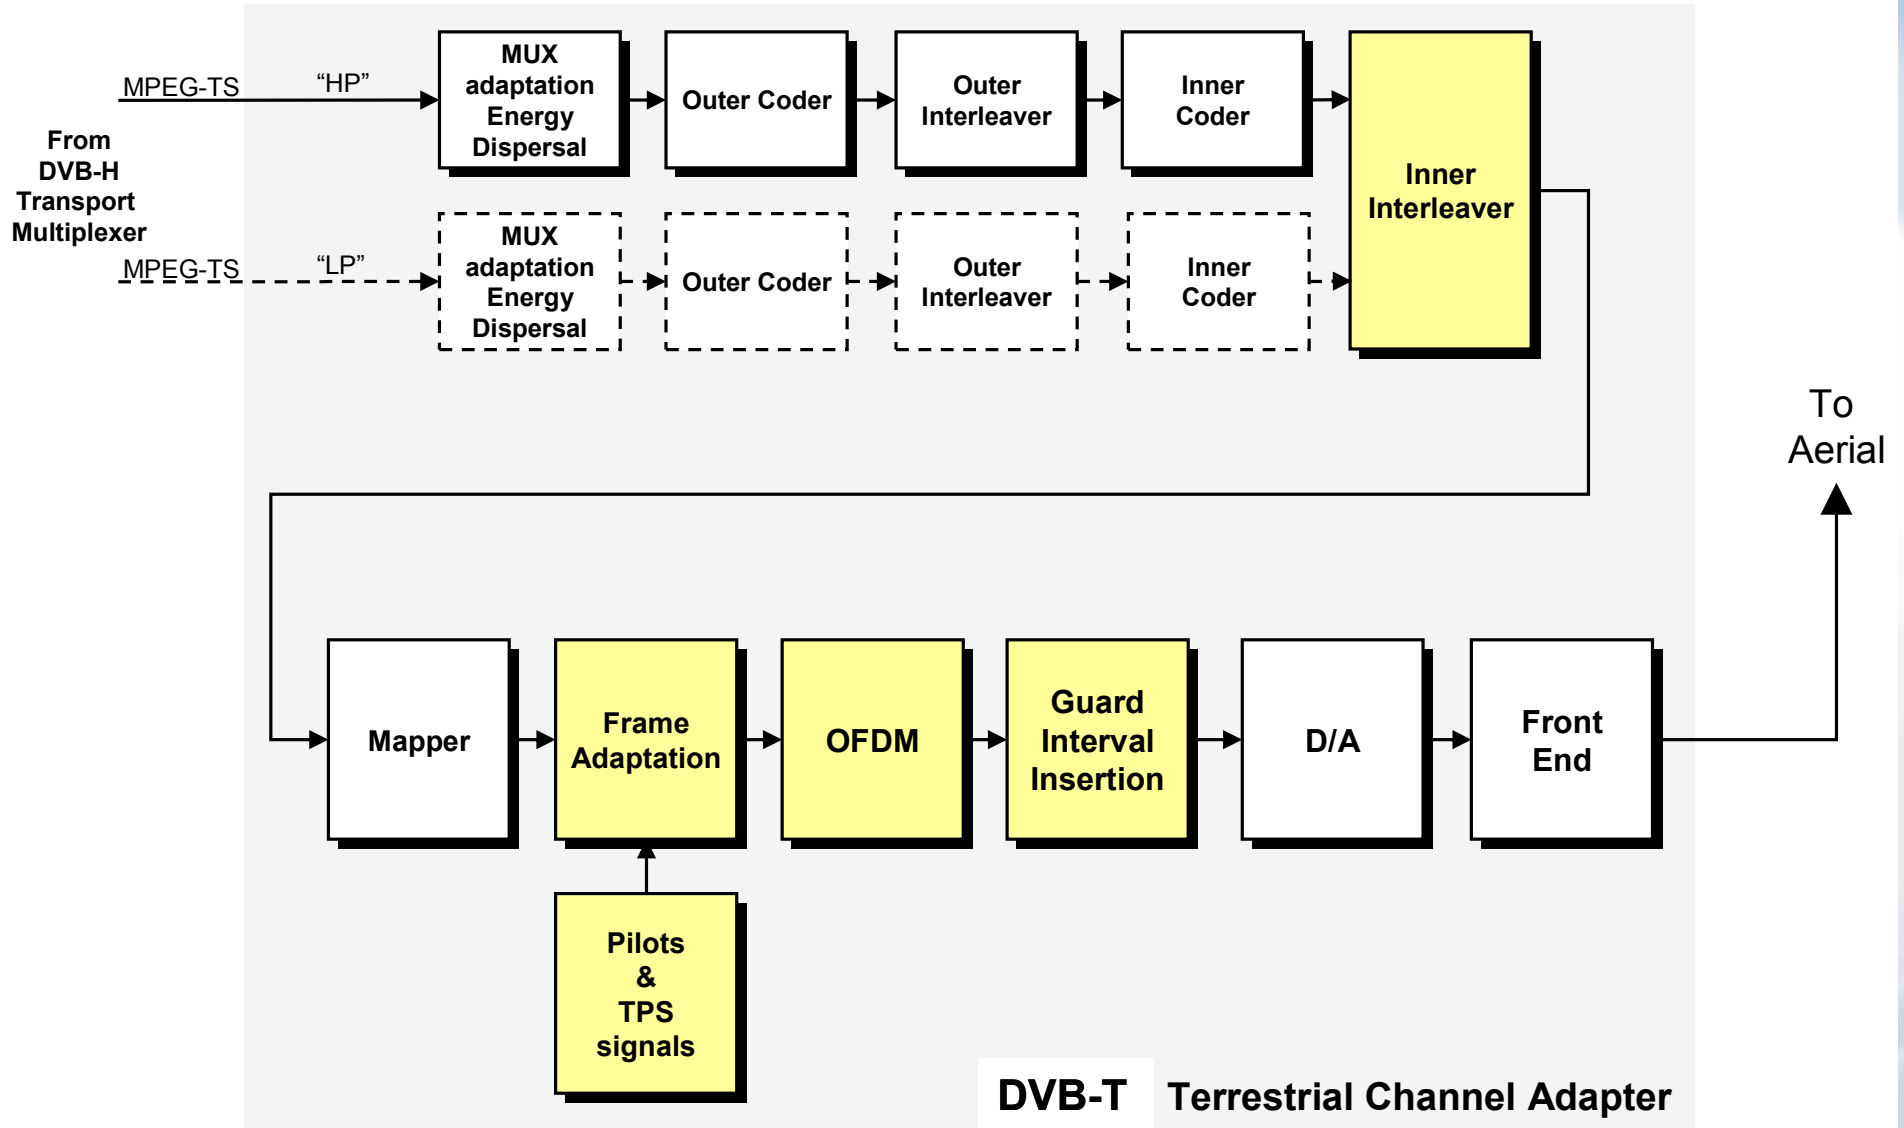 MPEG-TS “HP”
MUX
adaptation
Energy
Dispersal
Outer Coder
Outer
Interleaver
Inner
Coder
Inner
Interleaver
From
DVB-H
Transport
Multiplexer
MPEG-TS “LP”
MUX
adaptation
Energy
Dispersal
Outer Coder
Outer
Interleaver
Inner
Coder
To
Aerial
Mapper
Frame
Adaptation
OFDM
Guard
Interval
Insertion
D/A
Front
End
Pilots
&
TPS
signals
DVB-T Terrestrial Channel Adapter